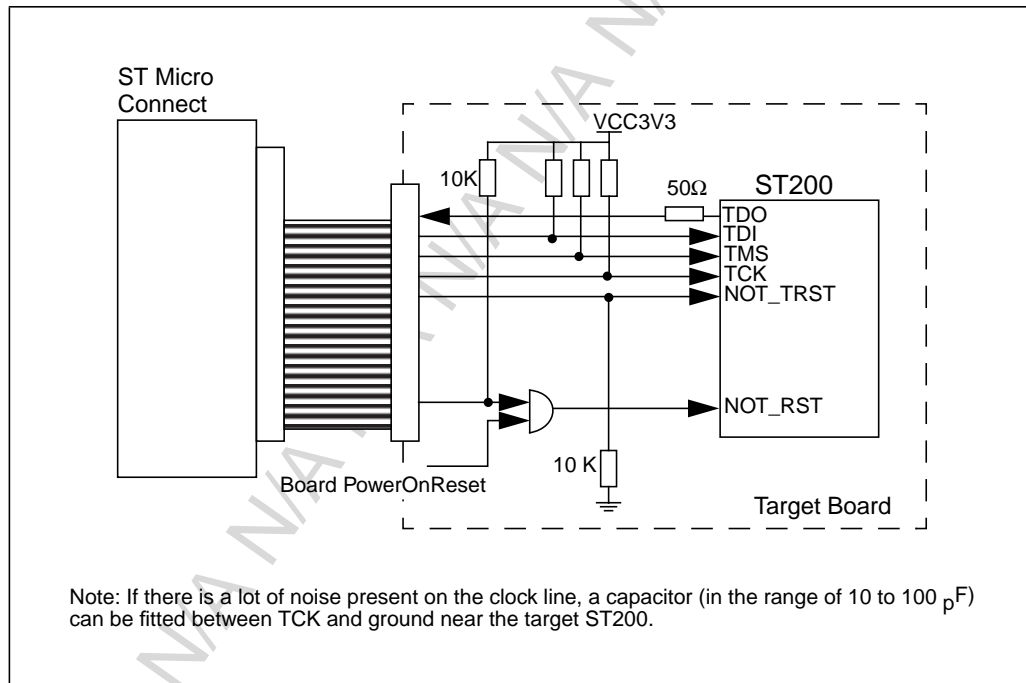 N/A N/A N/A N/A N/A
ST Micro
Connect
VCC3V3
10K
50Ω
ST200
TDO
TDI
TMS
TCK
NOT_TRST
NOT_RST
10 K
Board PowerOnReset
Target Board
Note: If there is a lot of noise present on the clock line, a capacitor (in the range of 10 to 100 pF)
can be fitted between TCK and ground near the target ST200.